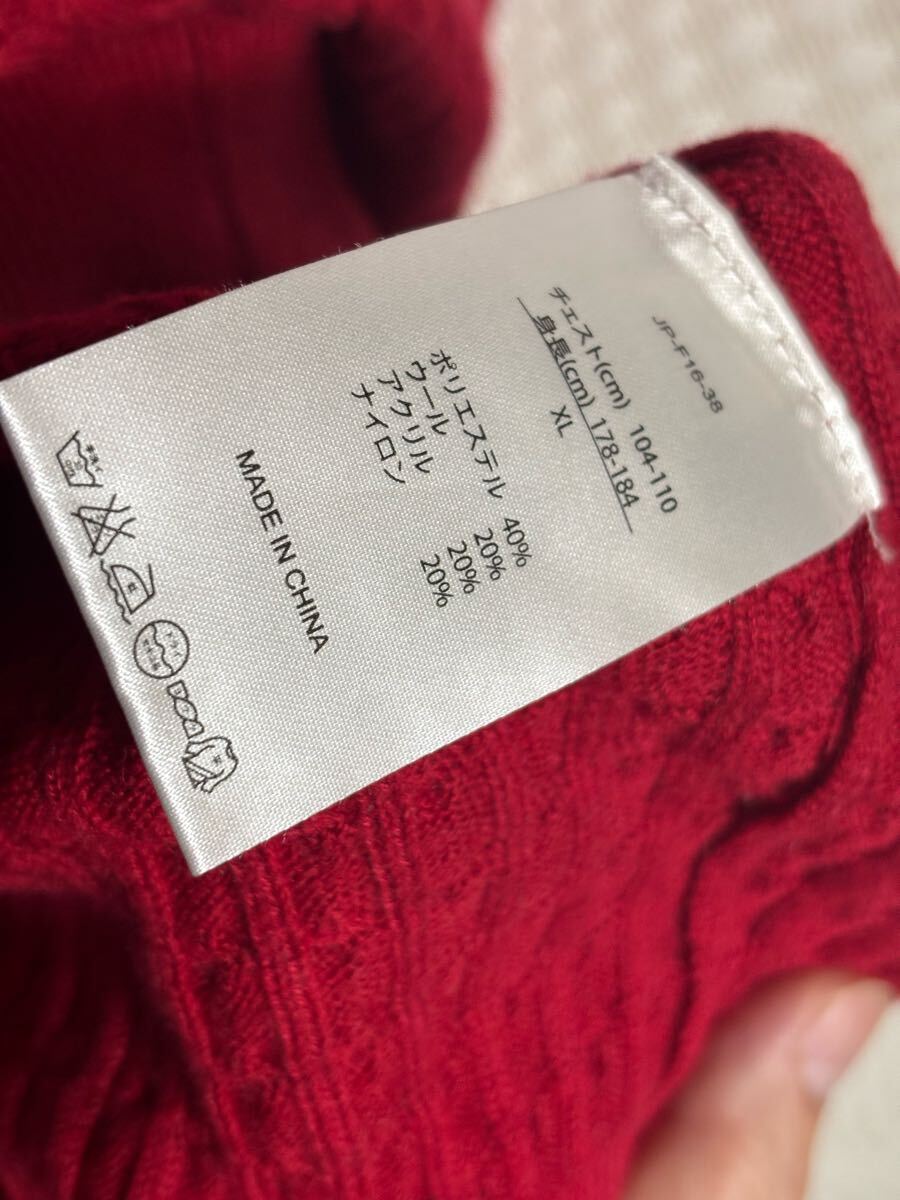 JP-F16-38
チェスト(cm) 104-110
身長(cm) 178-184
XL
ポリエステル 40%
ウール 20%
アクリル 20%
ナイロン 20%
MADE IN CHINA